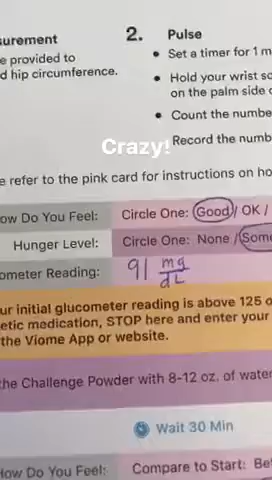 surement
e provided to
d hip circumference.
2. Pulse
• Set a timer for 1 m
• Hold your wrist so
on the palm side o
• Count the numbe
Record the numb
Crazy!
e refer to the pink card for instructions on ho
ow Do You Feel: Circle One: Good / OK /
Hunger Level: Circle One: None / Some
ometer Reading: 91 mg/dL
ur initial glucometer reading is above 125 o
etic medication, STOP here and enter your
the Viome App or website.
the Challenge Powder with 8-12 oz. of water
Wait 30 Min
How Do You Feel: Compare to Start: Be